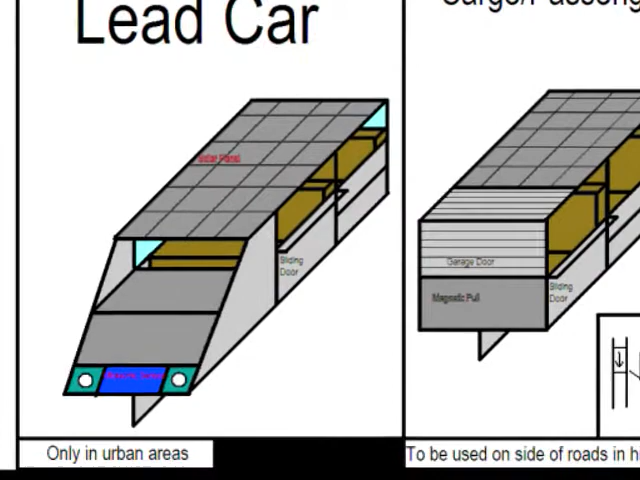 Lead Car
Solar Panel
Sliding
Door
Garage Door
Magnetic Pull
Sliding
Door
Only in urban areas
To be used on side of roads in hi